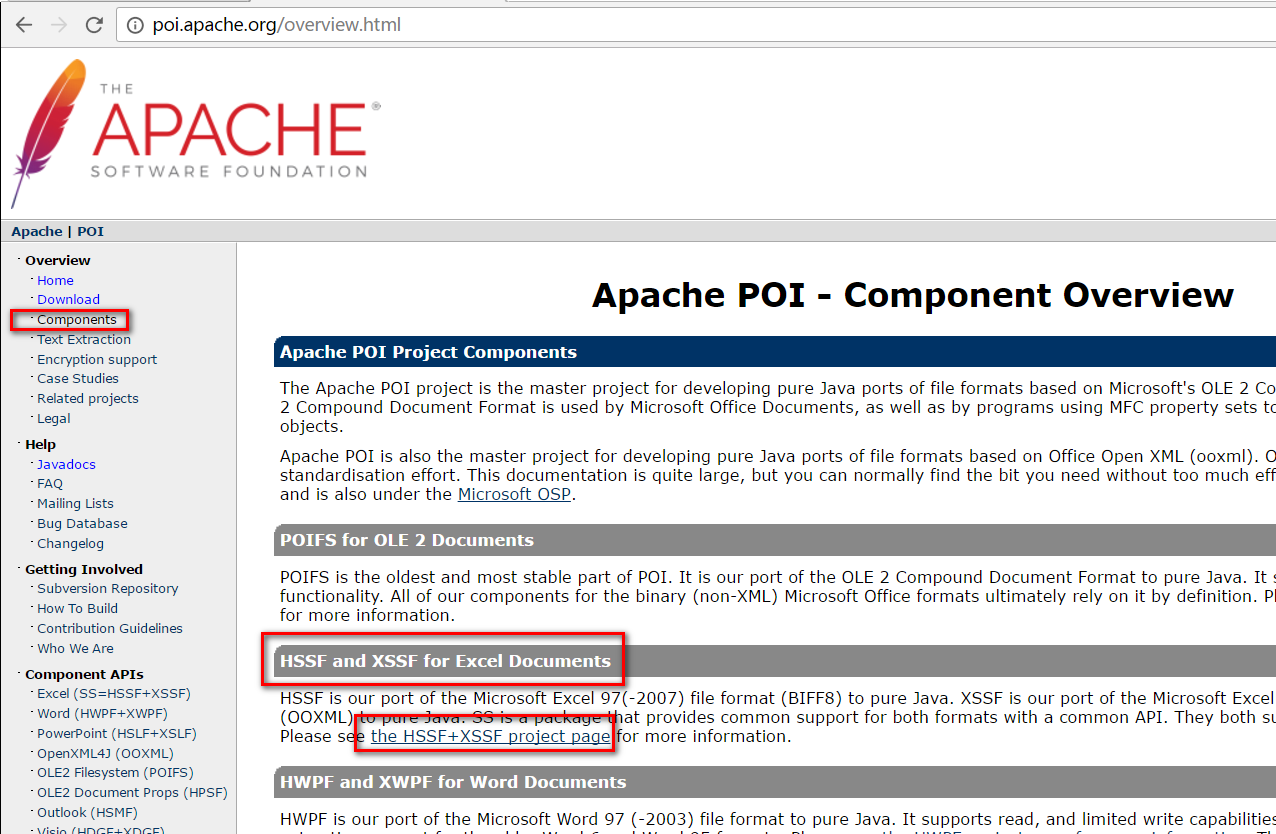 poi.apache.org/overview.html
THE
APACHE®
SOFTWARE FOUNDATION
Apache | POI
Overview
Home
Download
Components
Text Extraction
Encryption support
Case Studies
Related projects
Legal
Help
Javadocs
FAQ
Mailing Lists
Bug Database
Changelog
Getting Involved
Subversion Repository
How To Build
Contribution Guidelines
Who We Are
Component APIs
Excel (SS=HSSF+XSSF)
Word (HWPF+XWPF)
PowerPoint (HSLF+XSLF)
OpenXML4J (OOXML)
OLE2 Filesystem (POIFS)
OLE2 Document Props (HPSF)
Outlook (HSMF)
Visio (HDGF+XDGF)
Apache POI - Component Overview
Apache POI Project Components
The Apache POI project is the master project for developing pure Java ports of file formats based on Microsoft's OLE 2 Co
2 Compound Document Format is used by Microsoft Office Documents, as well as by programs using MFC property sets to
objects.
Apache POI is also the master project for developing pure Java ports of file formats based on Office Open XML (ooxml). O
standardisation effort. This documentation is quite large, but you can normally find the bit you need without too much eff
and is also under the Microsoft OSP.
POIFS for OLE 2 Documents
POIFS is the oldest and most stable part of POI. It is our port of the OLE 2 Compound Document Format to pure Java. It s
functionality. All of our components for the binary (non-XML) Microsoft Office formats ultimately rely on it by definition. Pl
for more information.
HSSF and XSSF for Excel Documents
HSSF is our port of the Microsoft Excel 97(-2007) file format (BIFF8) to pure Java. XSSF is our port of the Microsoft Excel
(OOXML) to pure Java. SS is a package that provides common support for both formats with a common API. They both su
Please see the HSSF+XSSF project page for more information.
HWPF and XWPF for Word Documents
HWPF is our port of the Microsoft Word 97 (-2003) file format to pure Java. It supports read, and limited write capabilities